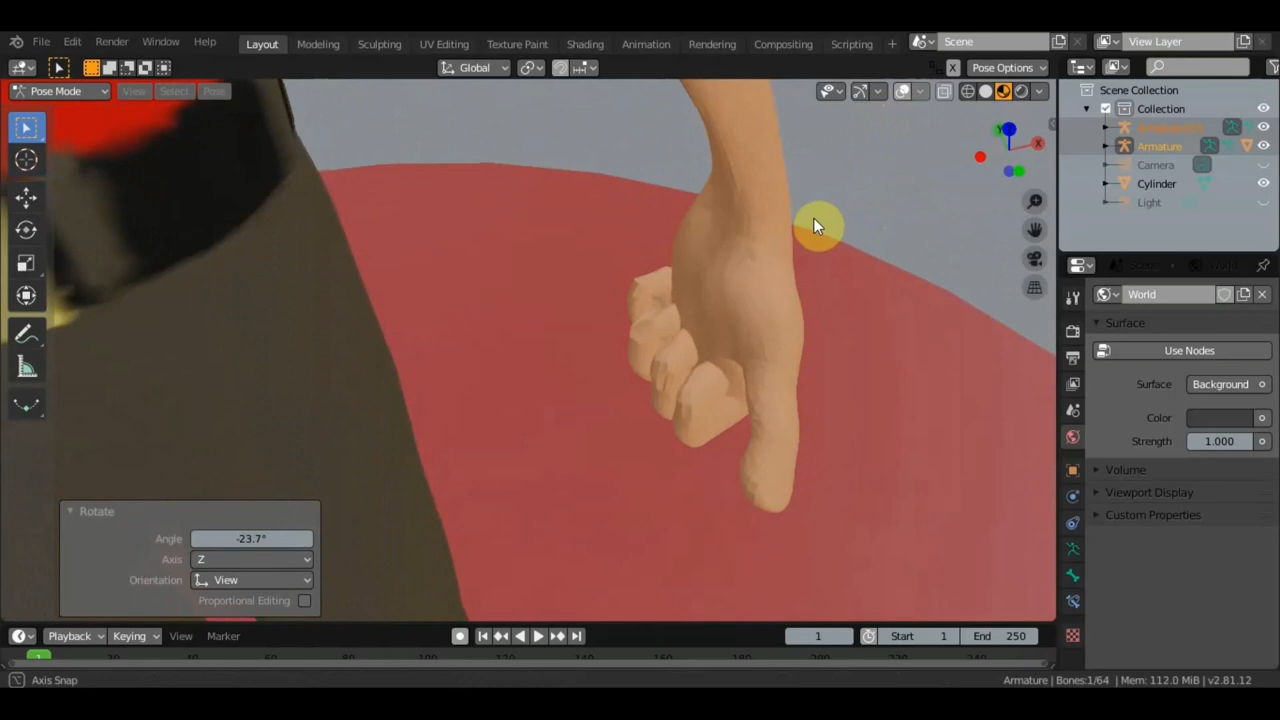 File Edit Render Window Help Layout Modeling Sculpting UV Editing Texture Paint Shading Animation Rendering Compositing Scripting + Scene View Layer
Global X Pose Options
Pose Mode View Select Pose
Scene Collection
Collection
Armature
Camera
Cylinder
Light
Y X
Scene World
World
Surface
Use Nodes
Surface Background
Color
Strength 1.000
Volume
Viewport Display
Custom Properties
Rotate
Angle -23.7°
Axis Z
Orientation View
Proportional Editing
Playback Keying View Marker 1 Start 1 End 250
1
Axis Snap Armature | Bones:1/64 | Mem: 112.0 MiB | v2.81.12